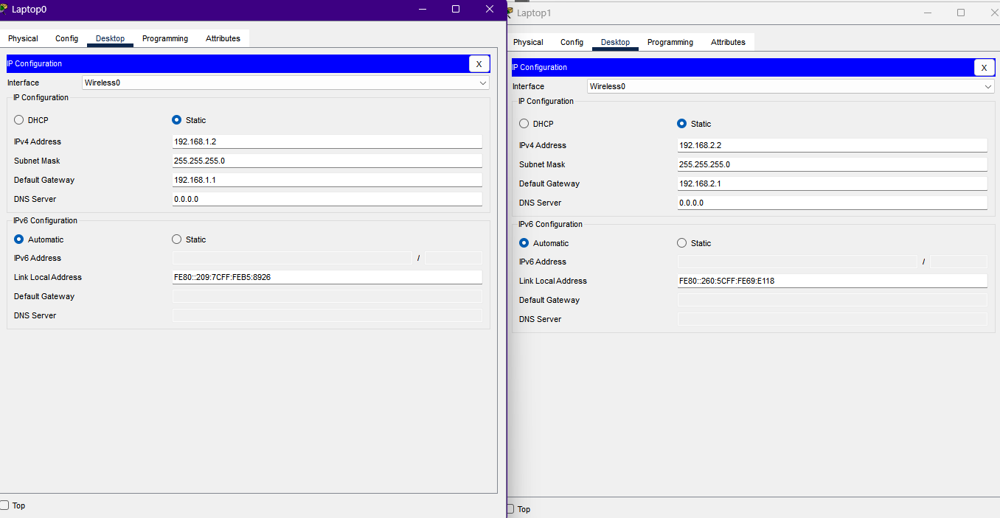 Laptop0
Physical Config Desktop Programming Attributes
IP Configuration X
Interface Wireless0
IP Configuration
DHCP Static
IPv4 Address 192.168.1.2
Subnet Mask 255.255.255.0
Default Gateway 192.168.1.1
DNS Server 0.0.0.0
IPv6 Configuration
Automatic Static
IPv6 Address /
Link Local Address FE80::209:7CFF:FEB5:8926
Default Gateway
DNS Server
Top
Laptop1
Physical Config Desktop Programming Attributes
IP Configuration X
Interface Wireless0
IP Configuration
DHCP Static
IPv4 Address 192.168.2.2
Subnet Mask 255.255.255.0
Default Gateway 192.168.2.1
DNS Server 0.0.0.0
IPv6 Configuration
Automatic Static
IPv6 Address /
Link Local Address FE80::260:5CFF:FE69:E118
Default Gateway
DNS Server
Top